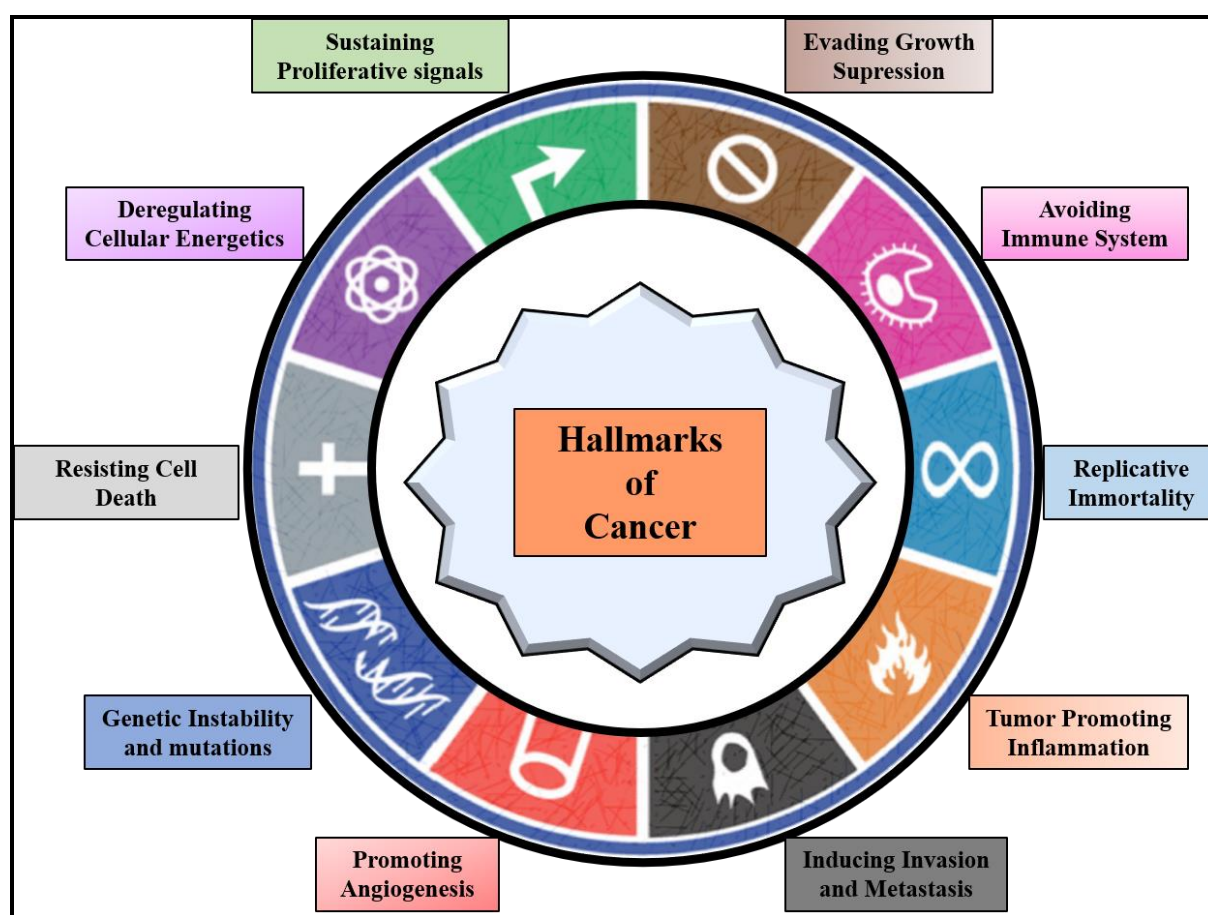 Sustaining
Proliferative signals
Evading Growth
Supression
Deregulating
Cellular Energetics
Avoiding
Immune System
Hallmarks
of
Cancer
Resisting Cell
Death
Replicative
Immortality
Genetic Instability
and mutations
Tumor Promoting
Inflammation
Promoting
Angiogenesis
Inducing Invasion
and Metastasis